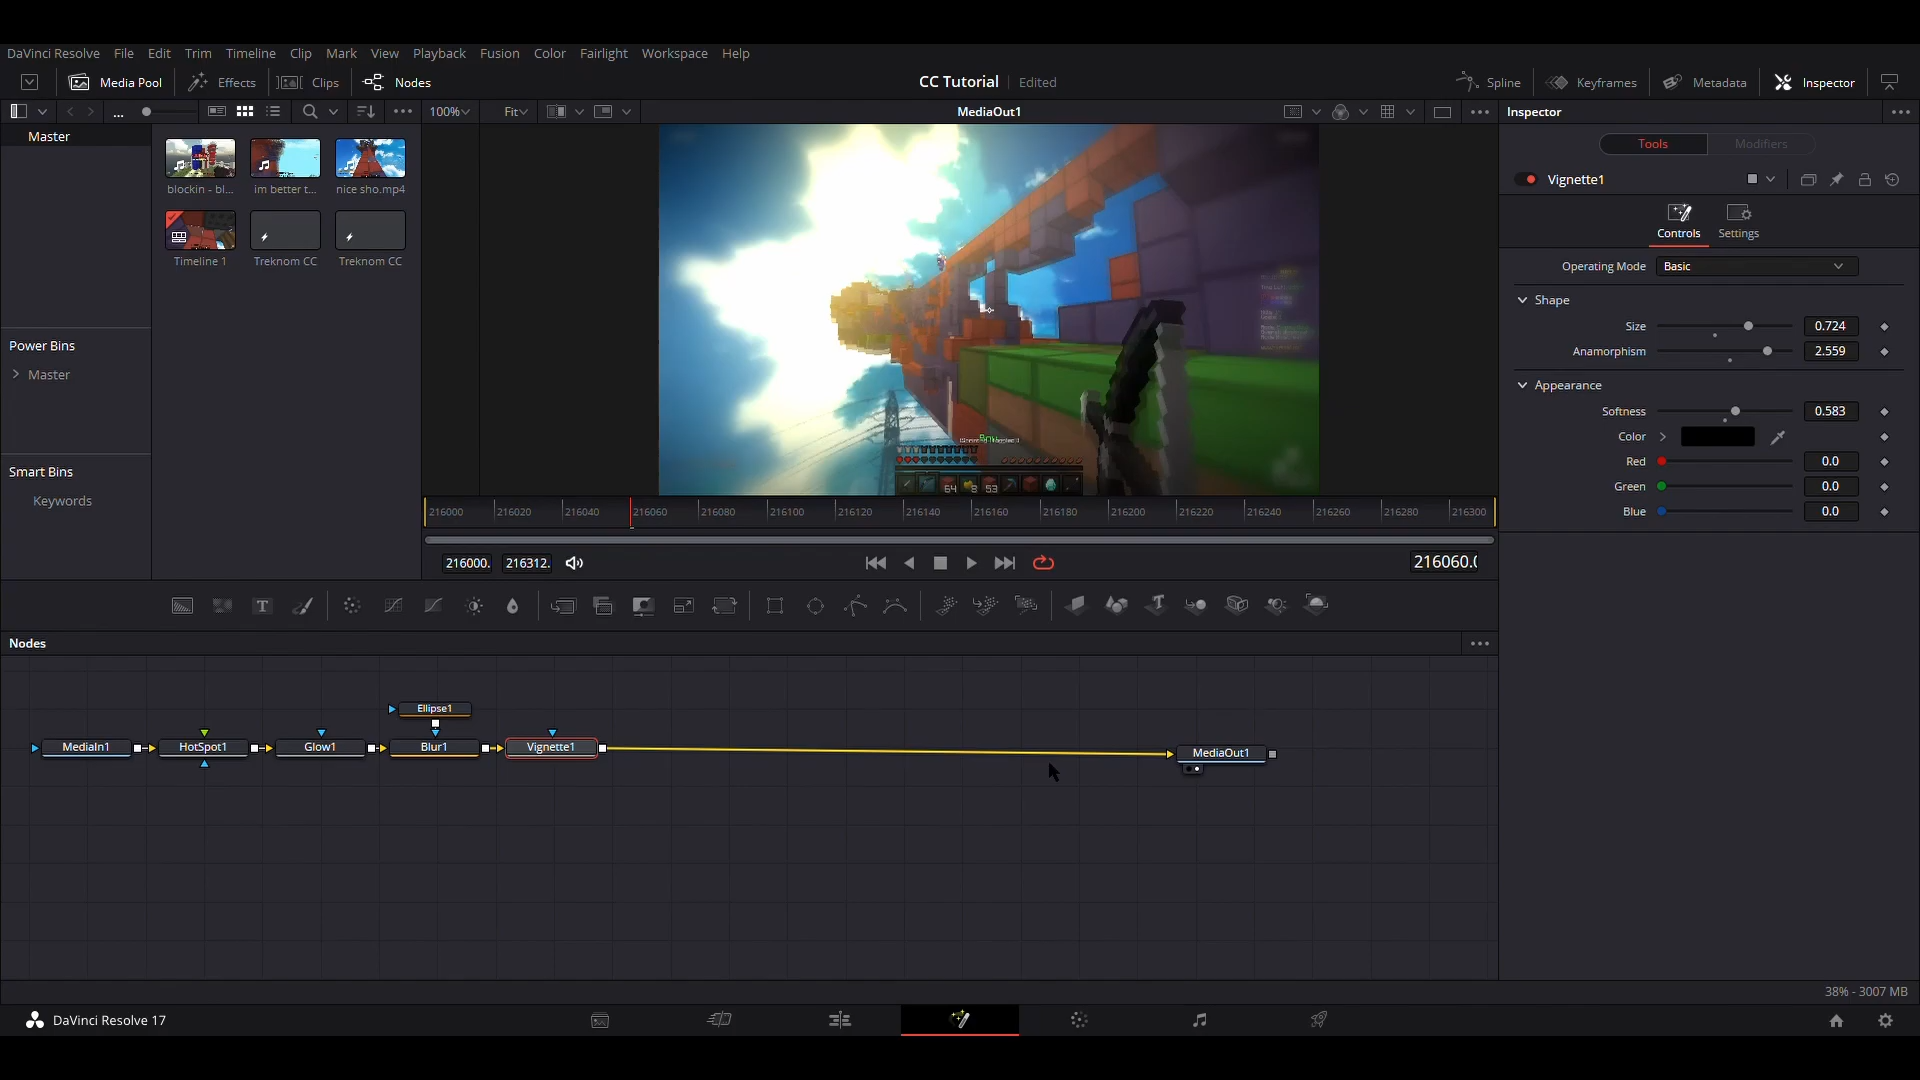 DaVinci Resolve File Edit Trim Timeline Clip Mark View Playback Fusion Color Fairlight Workspace Help
Media Pool Effects Clips Nodes CC Tutorial Edited Spline Keyframes Metadata Inspector
... 100% Fit MediaOut1 Inspector
Master
Tools Modifiers
blockin - bl... im better t... nice sho.mp4
Vignette1
Controls Settings
Timeline 1 Treknom CC Treknom CC
Operating Mode Basic
Shape
Size 0.724
Anamorphism 2.559
Power Bins
Master
Appearance
Softness 0.583
Color
Red 0.0
Green 0.0
Blue 0.0
Smart Bins
Keywords
64 8 53
216000 216020 216040 216060 216080 216100 216120 216140 216160 216180 216200 216220 216240 216260 216280 216300
216000. 216312. 216060.0
T
Nodes
Ellipse1
MediaIn1 HotSpot1 Glow1 Blur1 Vignette1 MediaOut1
38% - 3007 MB
DaVinci Resolve 17